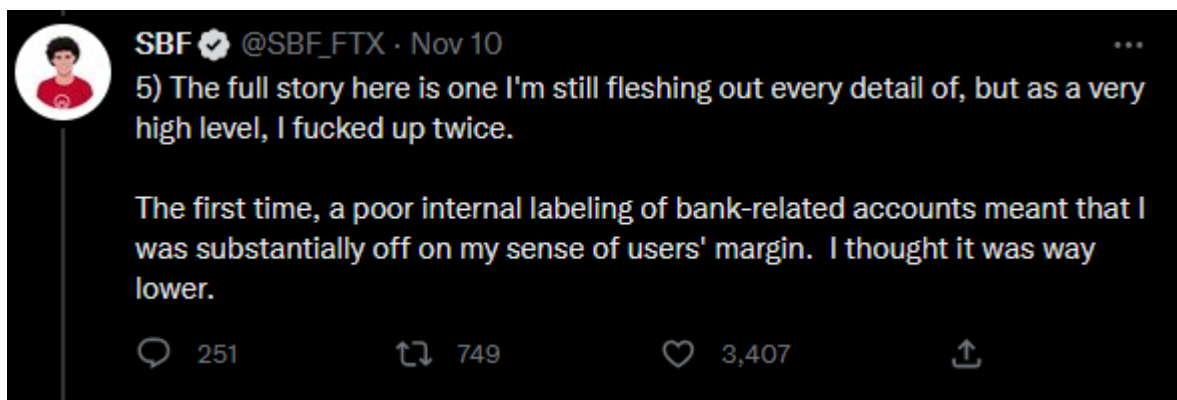 SBF @SBF_FTX · Nov 10
5) The full story here is one I'm still fleshing out every detail of, but as a very
high level, I fucked up twice.
The first time, a poor internal labeling of bank-related accounts meant that I
was substantially off on my sense of users' margin.  I thought it was way
lower.
251 749 3,407